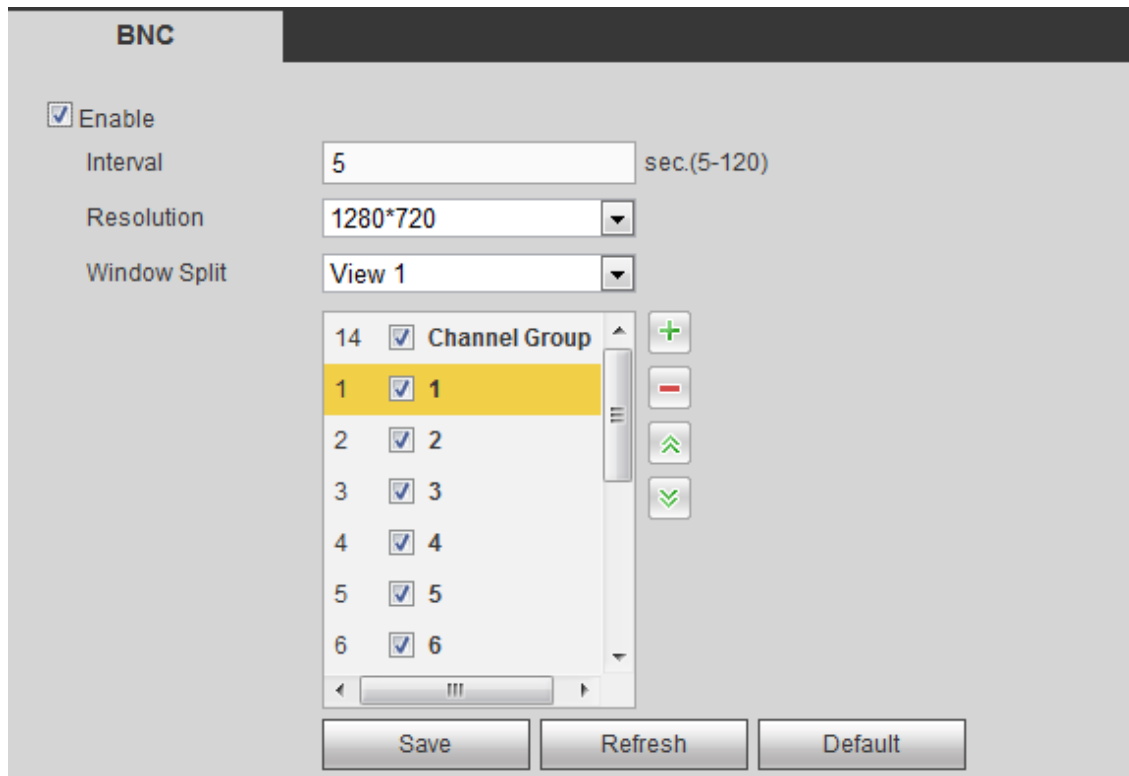 BNC
Enable
Interval 5 sec.(5-120)
Resolution 1280*720
Window Split View 1
14 Channel Group
1 1
2 2
3 3
4 4
5 5
6 6
Save Refresh Default